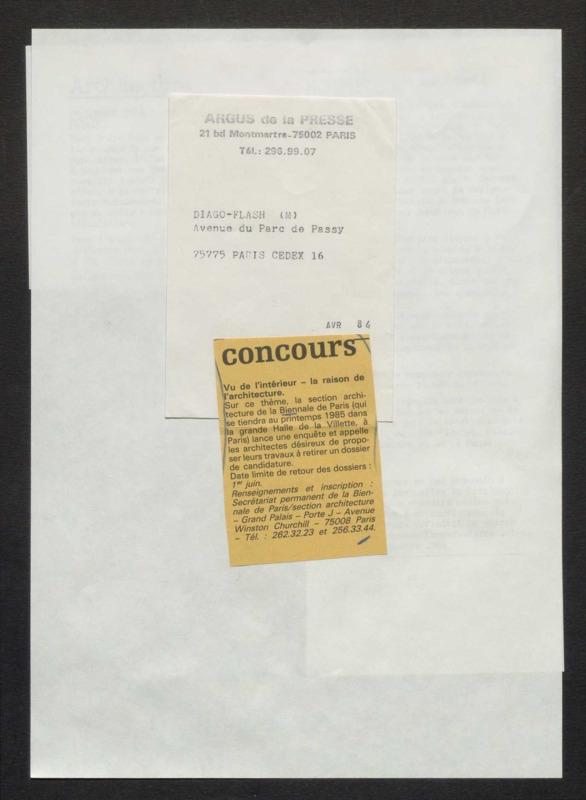 ARGUS de la PRESSE
21 bd Montmartre-75002 PARIS
Tél.: 296.99.07
DIAGO-FLASH (M)
Avenue du Parc de Passy
75775 PARIS CEDEX 16
AVR 84
concours
Vu de l'intérieur – la raison de
l'architecture.
Sur ce thème, la section archi-
tecture de la Biennale de Paris (qui
se tiendra au printemps 1985 dans
la grande Halle de la Villette, à
Paris) lance une enquête et appelle
les architectes désireux de propo-
ser leurs travaux à retirer un dossier
de candidature.
Date limite de retour des dossiers :
1er juin.
Renseignements et inscription :
Secrétariat permanent de la Bien-
nale de Paris/section architecture
– Grand Palais – Porte J – Avenue
Winston Churchill – 75008 Paris
– Tél. : 262.32.23 et 256.33.44.